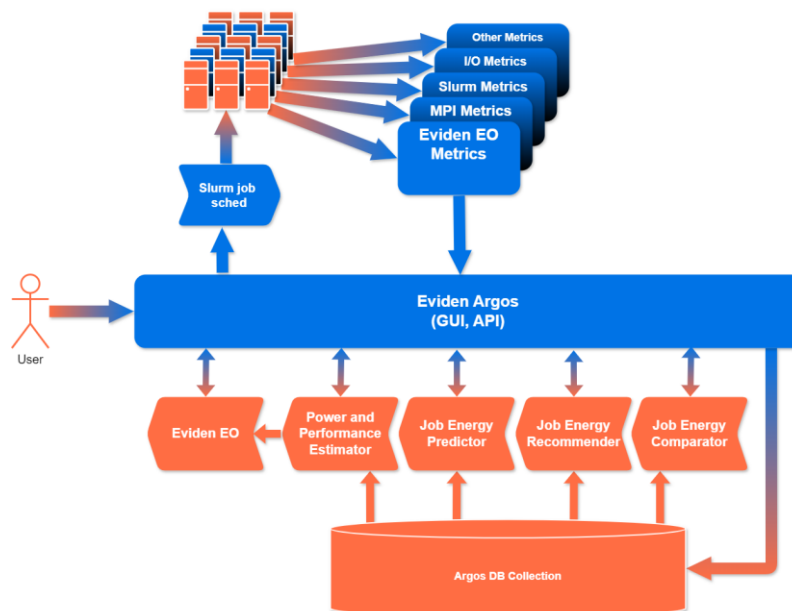 Other Metrics
I/O Metrics
Slurm Metrics
MPI Metrics
Eviden EO
Metrics
Slurm job
sched
Eviden Argos
(GUI, API)
User
Eviden EO
Power and
Performance
Estimator
Job Energy
Predictor
Job Energy
Recommender
Job Energy
Comparator
Argos DB Collection